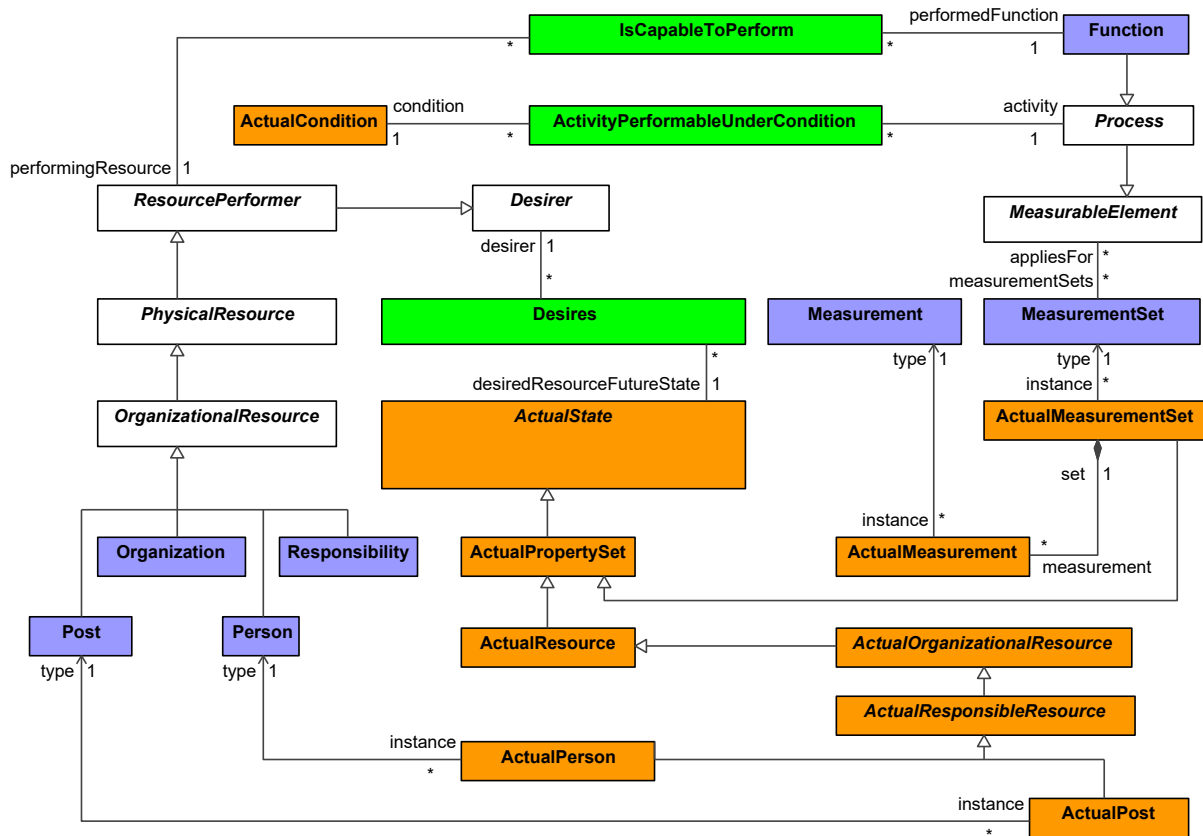 performedFunction
IsCapableToPerform
Function
* * 1
condition
activity
ActualCondition
ActivityPerformableUnderCondition
Process
1 * * 1
performingResource 1
ResourcePerformer
Desirer
MeasurableElement
desirer 1
appliesFor *
*
measurementSets *
PhysicalResource
Desires
Measurement
MeasurementSet
*
type 1
type 1
desiredResourceFutureState 1
instance *
OrganizationalResource
ActualState
ActualMeasurementSet
set 1
instance *
Organization
Responsibility
ActualPropertySet
ActualMeasurement
*
measurement
Post
Person
ActualResource
ActualOrganizationalResource
type 1
type 1
ActualResponsibleResource
instance
ActualPerson
*
instance
ActualPost
*